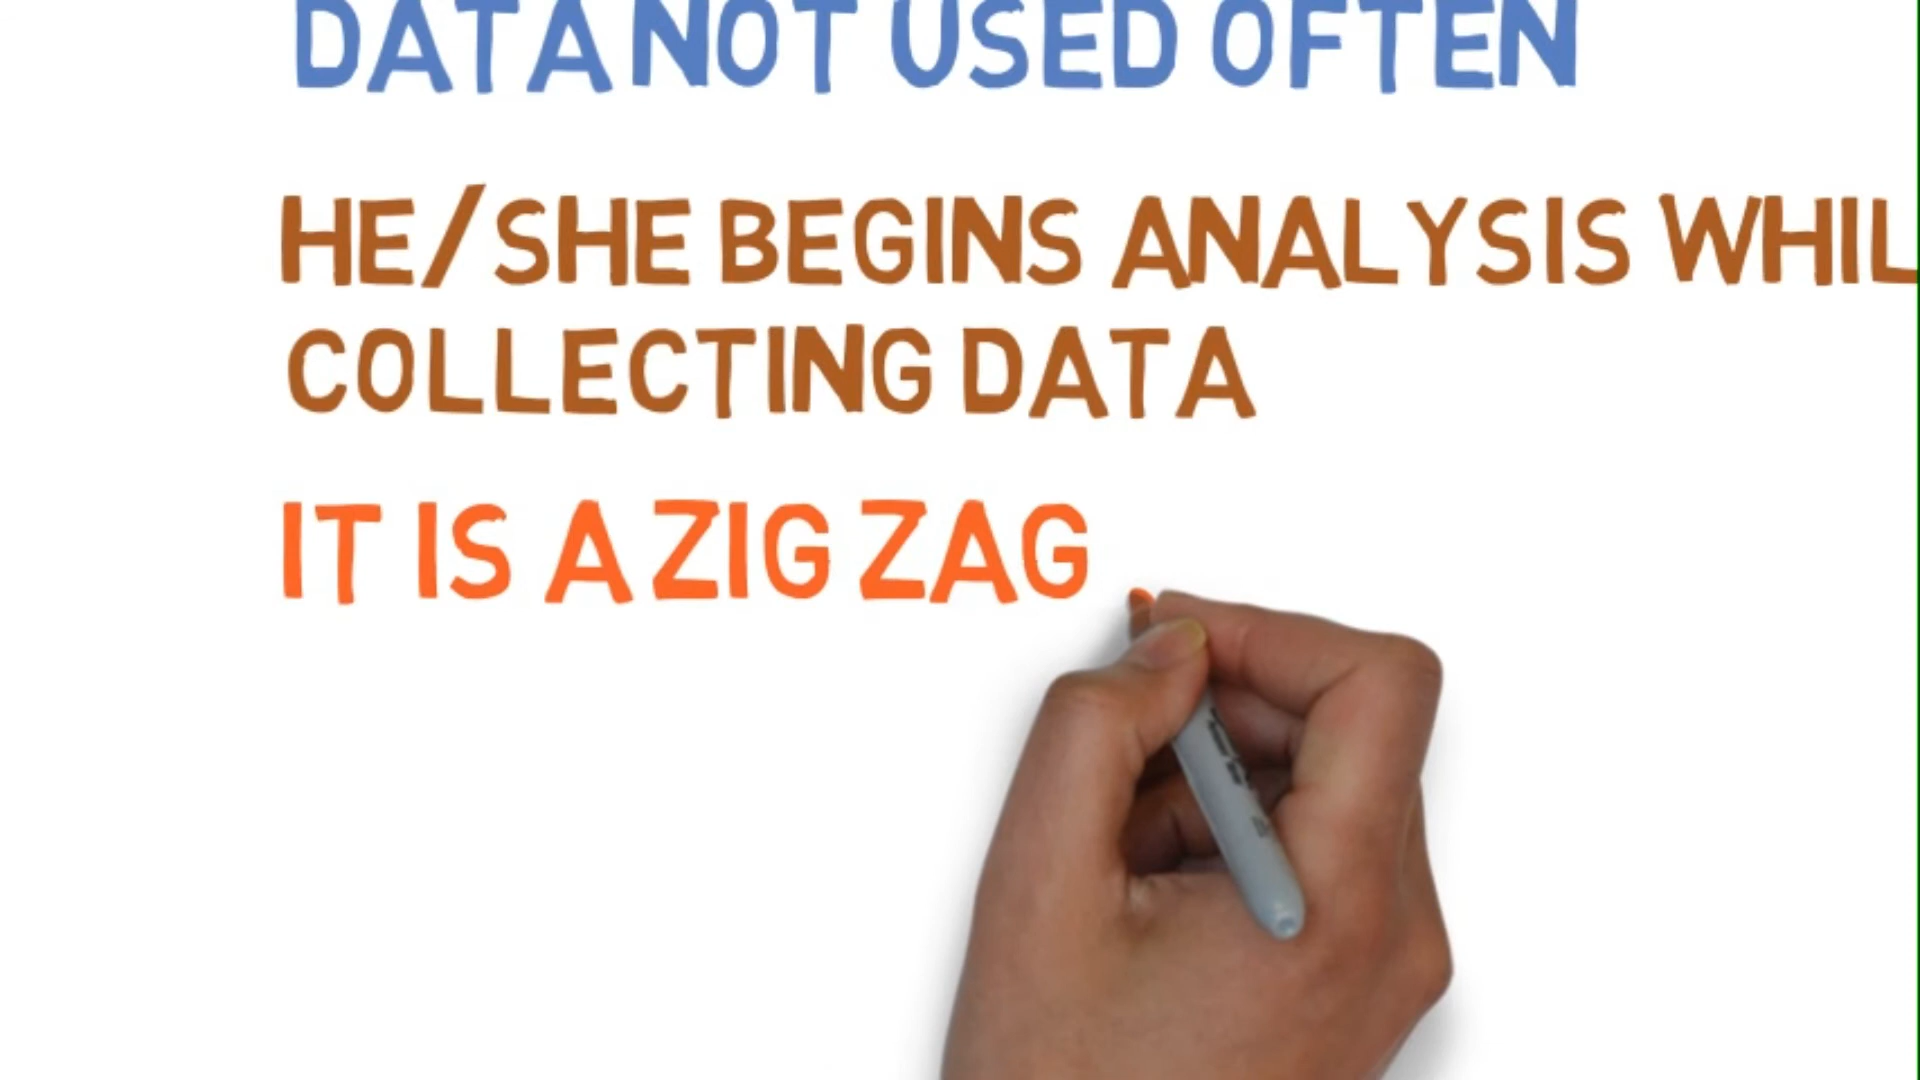 DATA NOT USED OFTEN
HE/SHE BEGINS ANALYSIS WHIL
COLLECTING DATA
IT IS A ZIG ZAG